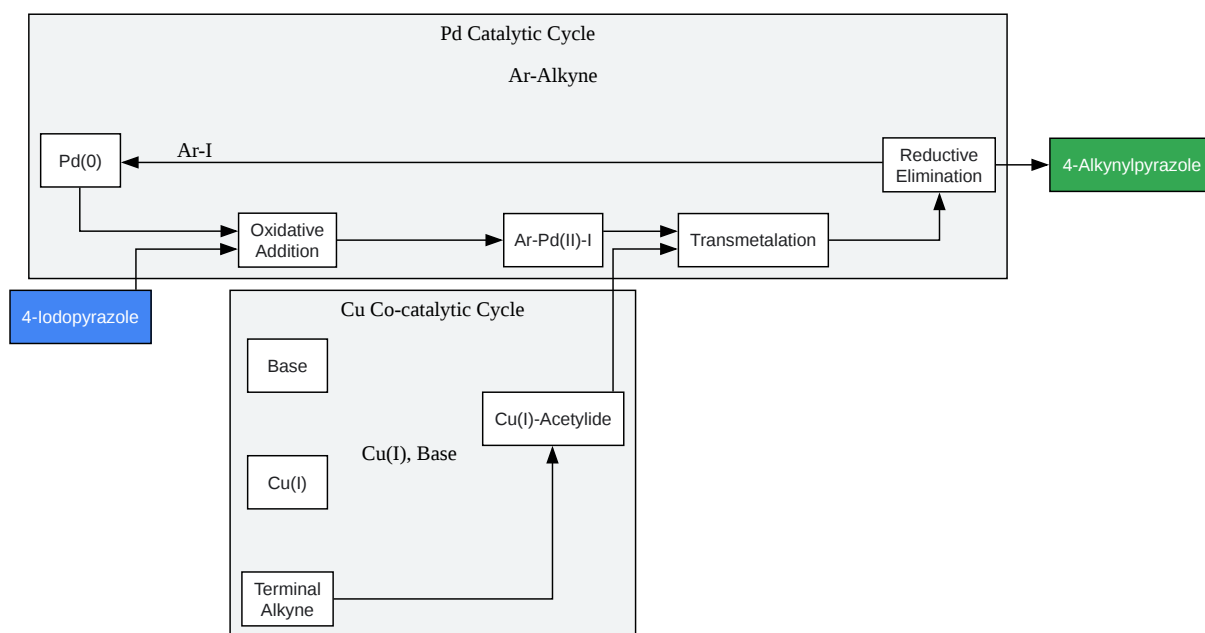 Pd Catalytic Cycle
Ar-Alkyne
Pd(0)
Ar-I
Reductive
Elimination
4-Alkynylpyrazole
Oxidative
Addition
Ar-Pd(II)-I
Transmetalation
4-Iodopyrazole
Cu Co-catalytic Cycle
Base
Cu(I)-Acetylide
Cu(I), Base
Cu(I)
Terminal
Alkyne